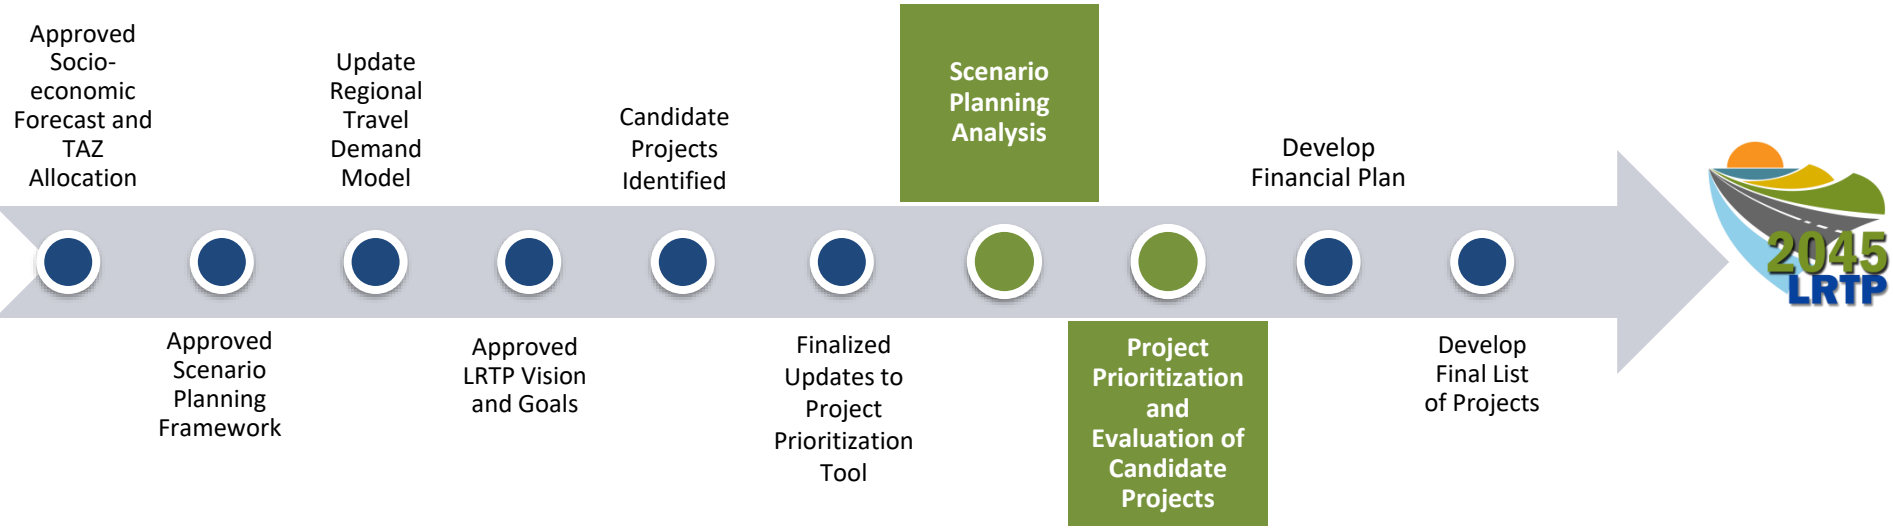 Approved
Socio-
economic
Forecast and
TAZ
Allocation
Approved
Scenario
Planning
Framework
Update
Regional
Travel
Demand
Model
Approved
LRTP Vision
and Goals
Candidate
Projects
Identified
Finalized
Updates to
Project
Prioritization
Tool
Scenario
Planning
Analysis
Project
Prioritization
and
Evaluation of
Candidate
Projects
Develop
Financial Plan
Develop
Final List
of Projects
2045
LRTP